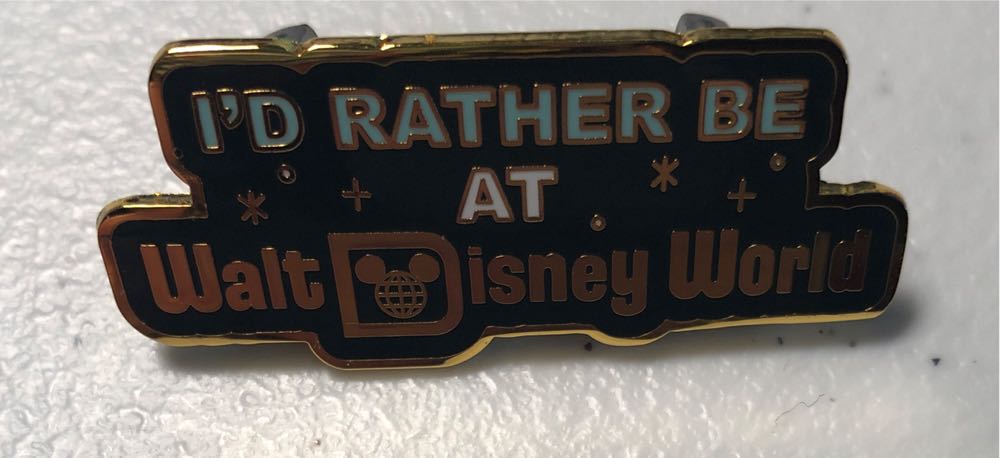 I'D RATHER BE
AT
Walt Disney World